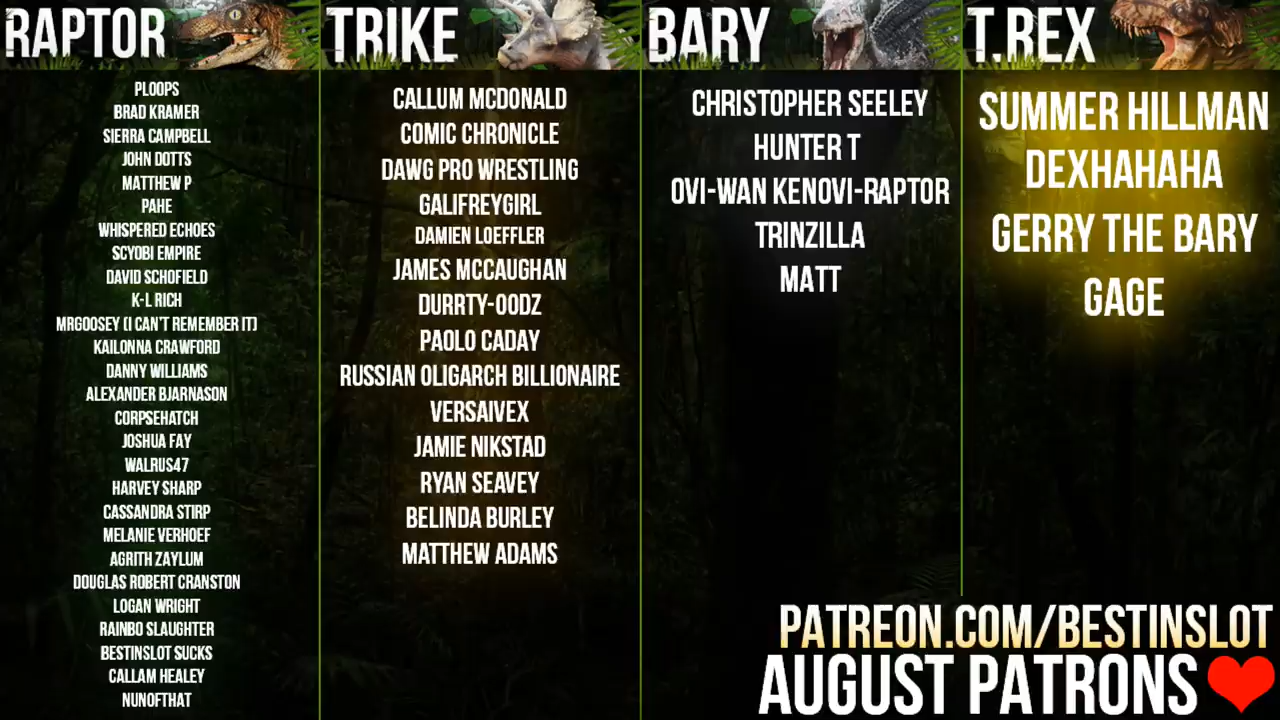 RAPTOR
PLOOPS
BRAD KRAMER
SIERRA CAMPBELL
JOHN DOTTS
MATTHEW P
PAHE
WHISPERED ECHOES
SCYOBI EMPIRE
DAVID SCHOFIELD
K-L RICH
MRGOOSEY (I CAN'T REMEMBER IT)
KAILONNA CRAWFORD
DANNY WILLIAMS
ALEXANDER BJARNASON
CORPSEHATCH
JOSHUA FAY
WALRUS47
HARVEY SHARP
CASSANDRA STIRP
MELANIE VERHOEF
AGRITH ZAYLUM
DOUGLAS ROBERT CRANSTON
LOGAN WRIGHT
RAINBO SLAUGHTER
BESTINSLOT SUCKS
CALLAM HEALEY
NUNOFTHAT
TRIKE
CALLUM MCDONALD
COMIC CHRONICLE
DAWG PRO WRESTLING
GALIFREYGIRL
DAMIEN LOEFFLER
JAMES MCCAUGHAN
DURRTY-OODZ
PAOLO CADAY
RUSSIAN OLIGARCH BILLIONAIRE
VERSAIVEX
JAMIE NIKSTAD
RYAN SEAVEY
BELINDA BURLEY
MATTHEW ADAMS
BARY
CHRISTOPHER SEELEY
HUNTER T
OVI-WAN KENOVI-RAPTOR
TRINZILLA
MATT
T.REX
SUMMER HILLMAN
DEXHAHAHA
GERRY THE BARY
GAGE
PATREON.COM/BESTINSLOT
AUGUST PATRONS